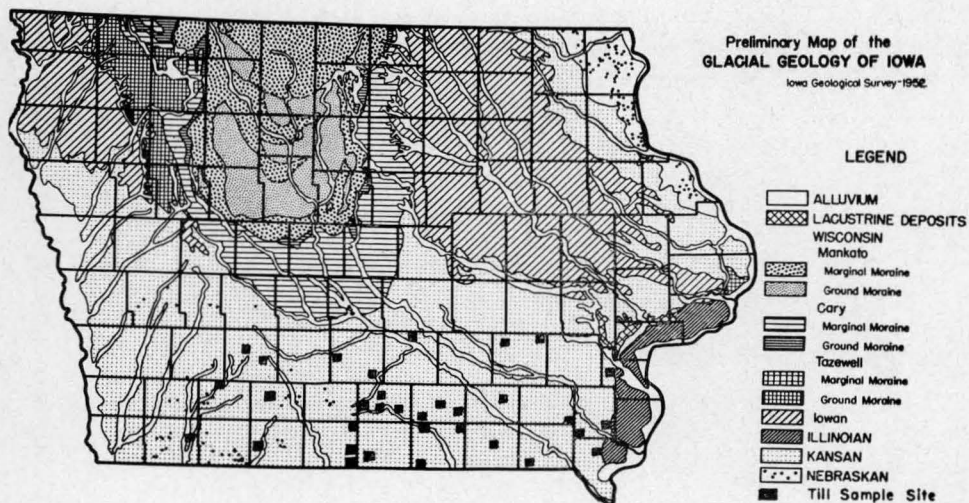 Preliminary Map of the
GLACIAL GEOLOGY OF IOWA
Iowa Geological Survey-1952
LEGEND
ALLUVIUM
LACUSTRINE DEPOSITS
WISCONSIN
Mankato
Marginal Moraine
Ground Moraine
Cary
Marginal Moraine
Ground Moraine
Tazewell
Marginal Moraine
Ground Moraine
Iowan
ILLINOIAN
KANSAN
NEBRASKAN
Till Sample Site